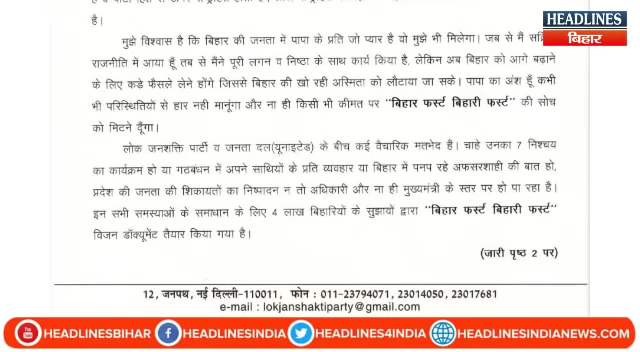 HEADLINES
बिहार
है।
मुझे विश्वास है कि बिहार की जनता में पापा के प्रति जो प्यार है वो मुझे भी मिलेगा। जब से मैं
राजनीति में आया हूँ तब से मैंने पूरी लगन व निष्ठा के साथ कार्य किया है, लेकिन अब बिहार को आगे बढ़ाने
के लिए कडे फैसले लेने होंगे जिससे बिहार की खो रही अस्मिता को लौटाया जा सके। पापा का अंश हूँ कभी
भी परिस्थितियों से हार नही मानूंगा और ना ही किसी भी कीमत पर "बिहार फर्स्ट बिहारी फर्स्ट" की सोच
को मिटने दूँगा।
लोक जनशक्ति पार्टी व जनता दल(यूनाइटेड) के बीच कई वैचारिक मतभेद हैं। चाहे उनका 7 निश्चय
का कार्यक्रम हो या गठबंधन में अपने साथियों के प्रति व्यवहार या बिहार में पनप रहे अफसरशाही की बात हो,
प्रदेश की जनता की शिकायतों का निष्पादन न तो अधिकारी और ना ही मुख्यमंत्री के स्तर पर हो पा रहा है।
इन सभी समस्याओं के समाधान के लिए 4 लाख बिहारियों के सुझावों द्वारा "बिहार फर्स्ट बिहारी फर्स्ट"
विजन डॉक्यूमेंट तैयार किया गया है।
(जारी पृष्ठ 2 पर)
12, जनपथ, नई दिल्ली-110011, फोन : 011-23794071, 23014050, 23017681
e-mail : lokjanshaktiparty@gmail.com
HEADLINESBIHAR
HEADLINESINDIA
HEADLINES4INDIA
HEADLINESINDIANEWS.COM